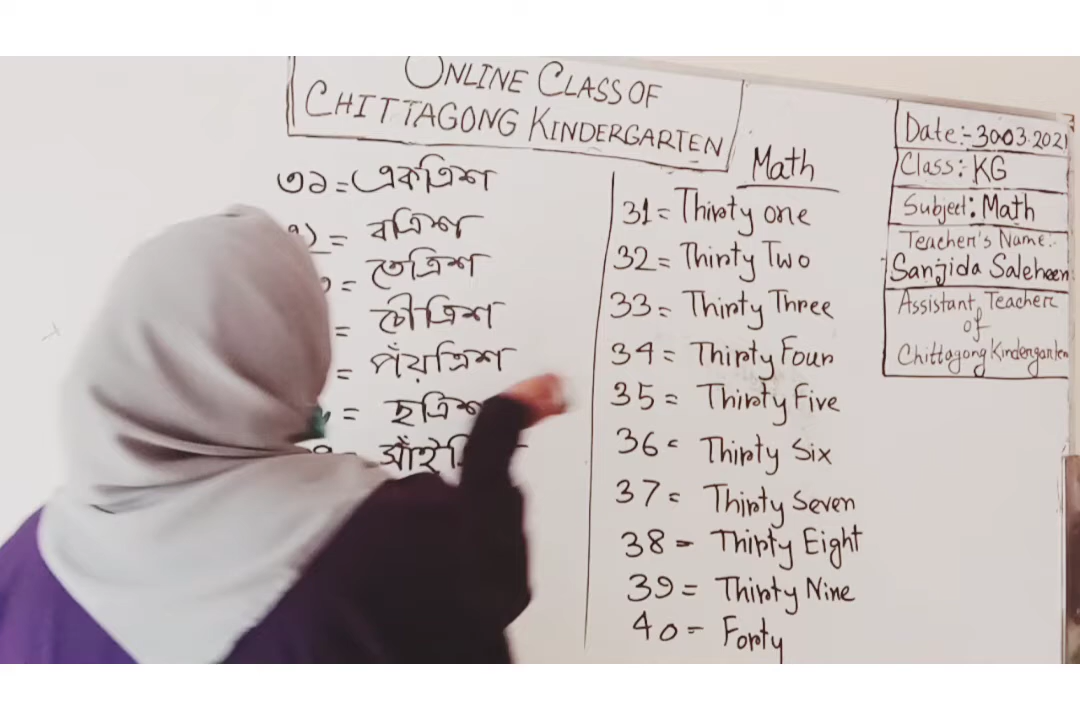 ONLINE CLASS OF
CHITTAGONG KINDERGARTEN
৩১ = একত্রিশ
= বত্রিশ
= তেত্রিশ
= চৌত্রিশ
= পঁয়ত্রিশ
= ছত্রিশ
Math
31 = Thirty one
32 = Thirty Two
33 = Thirty Three
34 = Thirty Four
35 = Thirty Five
36 = Thirty Six
37 = Thirty Seven
38 = Thirty Eight
39 = Thirty Nine
40 = Forty
Date:- 30.03.2021
Class: KG
Subject: Math
Teacher's Name:-
Sanjida Saleheen
Assistant Teacher
of
Chittagong Kindergarten